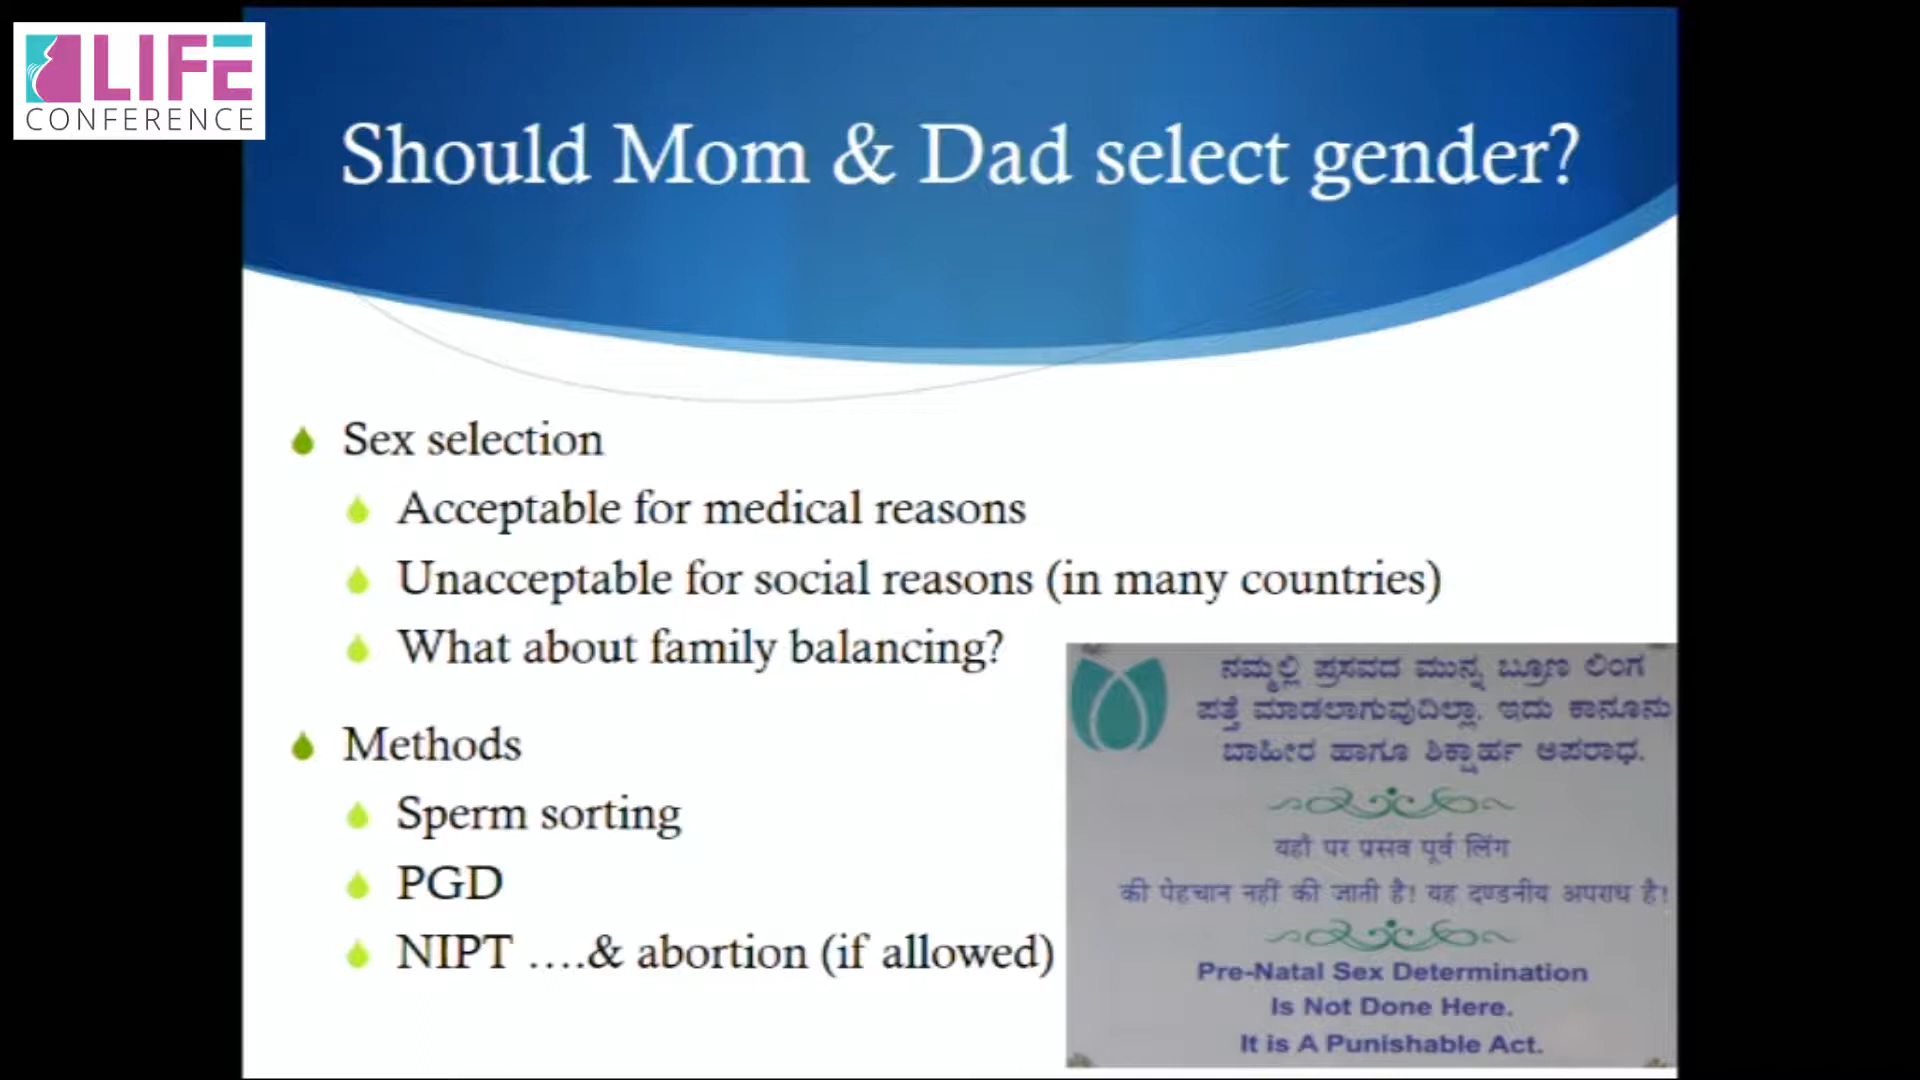 LIFE
CONFERENCE
Should Mom & Dad select gender?
Sex selection
Acceptable for medical reasons
Unacceptable for social reasons (in many countries)
What about family balancing?
Methods
Sperm sorting
PGD
NIPT ....& abortion (if allowed)
ನಮ್ಮಲ್ಲಿ ಪ್ರಸವದ ಮುನ್ನ ಬ್ರೂಣ ಲಿಂಗ
ಪತ್ತೆ ಮಾಡಲಾಗುವುದಿಲ್ಲಾ. ಇದು ಕಾನೂನು
ಬಾಹೀರ ಹಾಗೂ ಶಿಕ್ಷಾರ್ಹ ಅಪರಾಧ.
यहाँ पर प्रसव पूर्व लिंग
की पेहचान नहीं की जाती है! यह दण्डनीय अपराध है!
Pre-Natal Sex Determination
Is Not Done Here.
It is A Punishable Act.